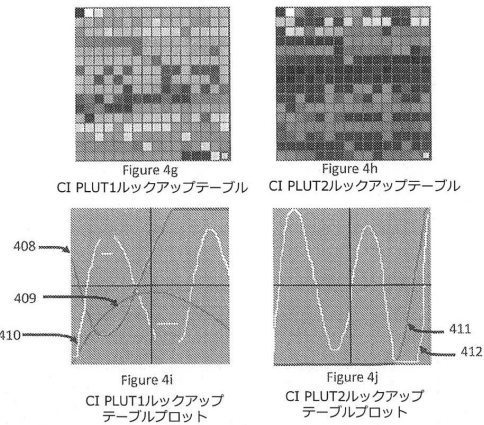 Figure 4g
CI PLUT1ルックアップテーブル
Figure 4h
CI PLUT2ルックアップテーブル
408
409
410
Figure 4i
CI PLUT1ルックアップ
テーブルプロット
411
412
Figure 4j
CI PLUT2ルックアップ
テーブルプロット